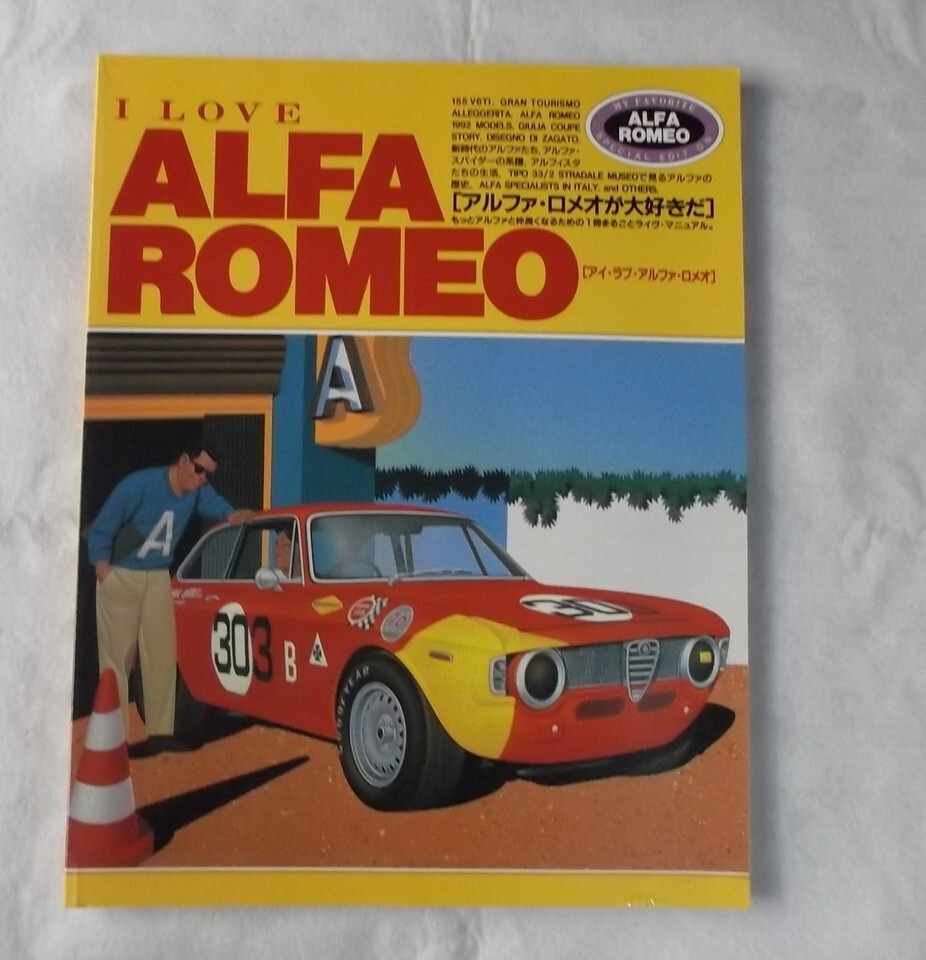 I LOVE
ALFA
ROMEO
155 V6TI, GRAN TOURISMO
ALLEGGERITA, ALFA ROMEO
1992 MODELS, GIULIA COUPE
STORY, DISEGNO DI ZAGATO,
新時代のアルファたち、アルファ・
スパイダーの系譜、アルフィスタ
たちの生活、TIPO 33/2 STRADALE MUSEOで見るアルファの
歴史、ALFA SPECIALISTS IN ITALY, and OTHERS.
[アルファ・ロメオが大好きだ]
もっとアルファと仲良くなるための1冊まるごとライヴ・マニュアル。
[アイ・ラブ・アルファ・ロメオ]
MY FAVORITE
ALFA
ROMEO
SPECIAL EDITION
A
A
303
B
30
GOODYEAR